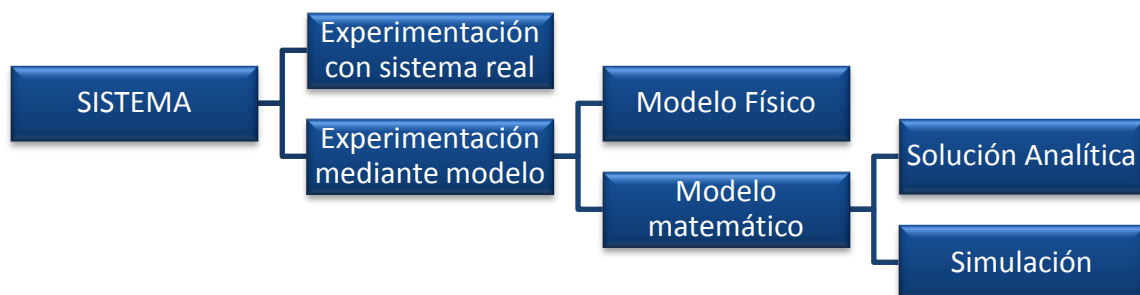 SISTEMA
Experimentación
con sistema real
Experimentación
mediante modelo
Modelo Físico
Modelo
matemático
Solución Analítica
Simulación